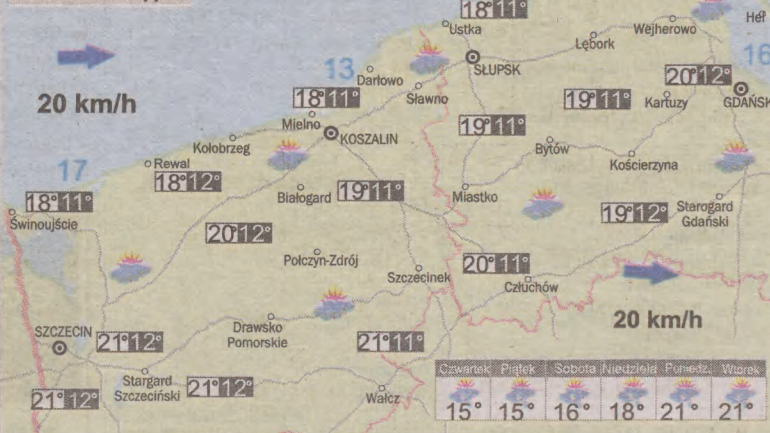 18° 11°
Ustka
Wejherowo
Hel
Lębork
SŁUPSK
16
13
Darłowo
20° 12°
20 km/h
18° 11°
Sławno
19° 11°
Kartuzy
GDAŃSK
Mielno
KOSZALIN
19° 11°
Kołobrzeg
Bytów
Kościerzyna
17
Rewal
18° 12°
18° 11°
Białogard
19° 11°
Miastko
Starogard
Gdański
19° 12°
Świnoujście
20° 12°
Połczyn-Zdrój
20° 11°
Szczecinek
Człuchów
20 km/h
SZCZECIN
21° 12°
Drawsko
Pomorskie
21° 11°
Stargard
Szczeciński
21° 12°
21° 12°
Wałcz
Czwartek Piątek Sobota Niedziela Poniedz. Wtorek
15° 15° 16° 18° 21° 21°